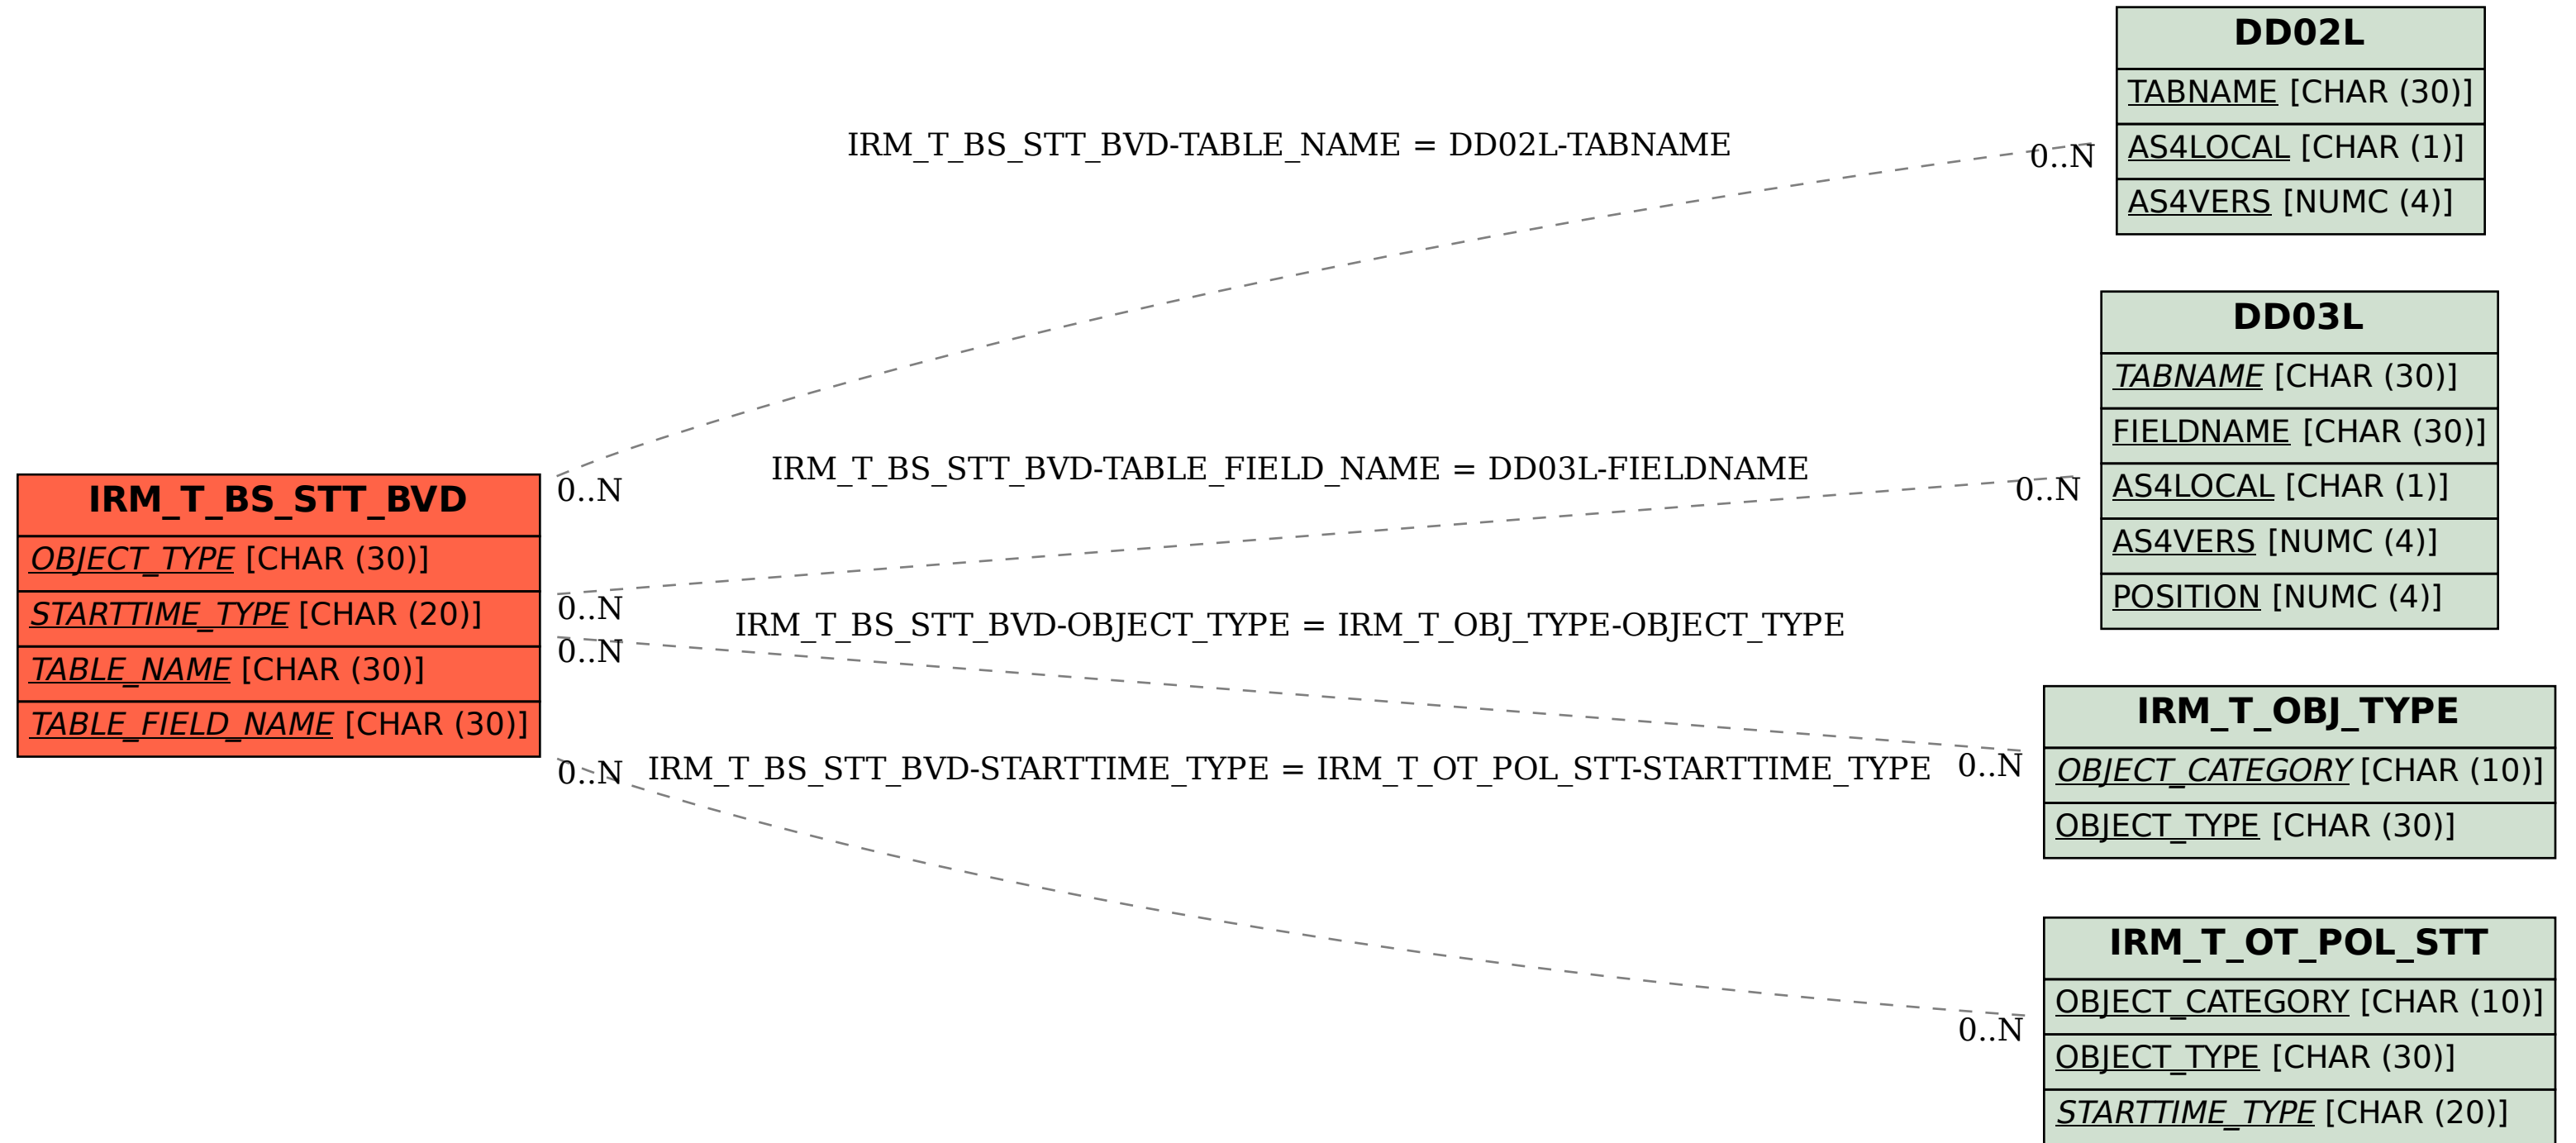 DD02L
TABNAME [CHAR (30)]
AS4LOCAL [CHAR (1)]
AS4VERS [NUMC (4)]
IRM_T_BS_STT_BVD-TABLE_NAME = DD02L-TABNAME
0..N
0..N
DD03L
TABNAME [CHAR (30)]
FIELDNAME [CHAR (30)]
AS4LOCAL [CHAR (1)]
AS4VERS [NUMC (4)]
POSITION [NUMC (4)]
IRM_T_BS_STT_BVD-TABLE_FIELD_NAME = DD03L-FIELDNAME
0..N
0..N
IRM_T_BS_STT_BVD
OBJECT_TYPE [CHAR (30)]
STARTTIME_TYPE [CHAR (20)]
TABLE_NAME [CHAR (30)]
TABLE_FIELD_NAME [CHAR (30)]
IRM_T_BS_STT_BVD-OBJECT_TYPE = IRM_T_OBJ_TYPE-OBJECT_TYPE
0..N
0..N
IRM_T_OBJ_TYPE
OBJECT_CATEGORY [CHAR (10)]
OBJECT_TYPE [CHAR (30)]
IRM_T_BS_STT_BVD-STARTTIME_TYPE = IRM_T_OT_POL_STT-STARTTIME_TYPE
0..N
0..N
IRM_T_OT_POL_STT
OBJECT_CATEGORY [CHAR (10)]
OBJECT_TYPE [CHAR (30)]
STARTTIME_TYPE [CHAR (20)]